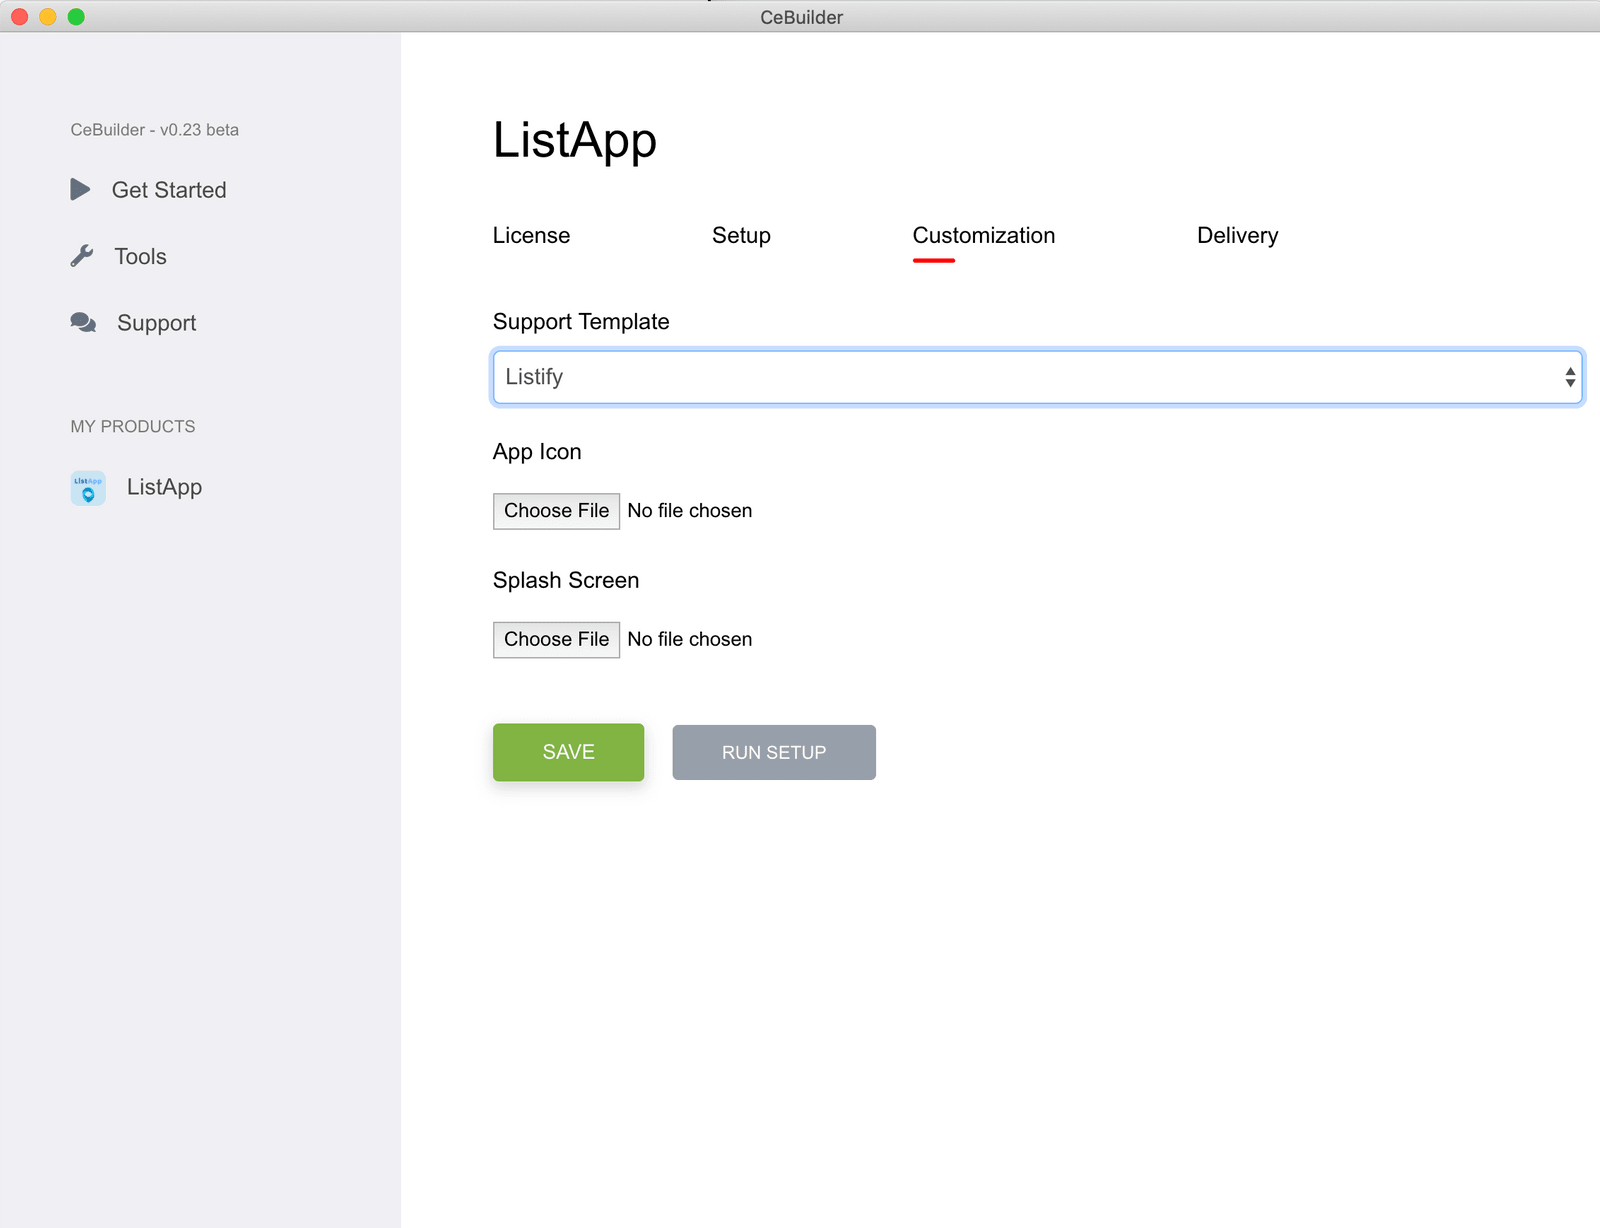 CeBuilder
CeBuilder - v0.23 beta
Get Started
Tools
Support
MY PRODUCTS
ListApp
ListApp
ListApp
License Setup Customization Delivery
Support Template
Listify
App Icon
Choose File No file chosen
Splash Screen
Choose File No file chosen
SAVE RUN SETUP